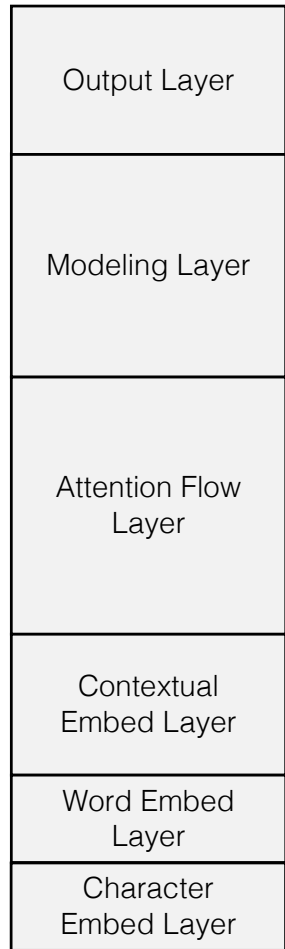 Output Layer
Modeling Layer
Attention Flow
Layer
Contextual
Embed Layer
Word Embed
Layer
Character
Embed Layer